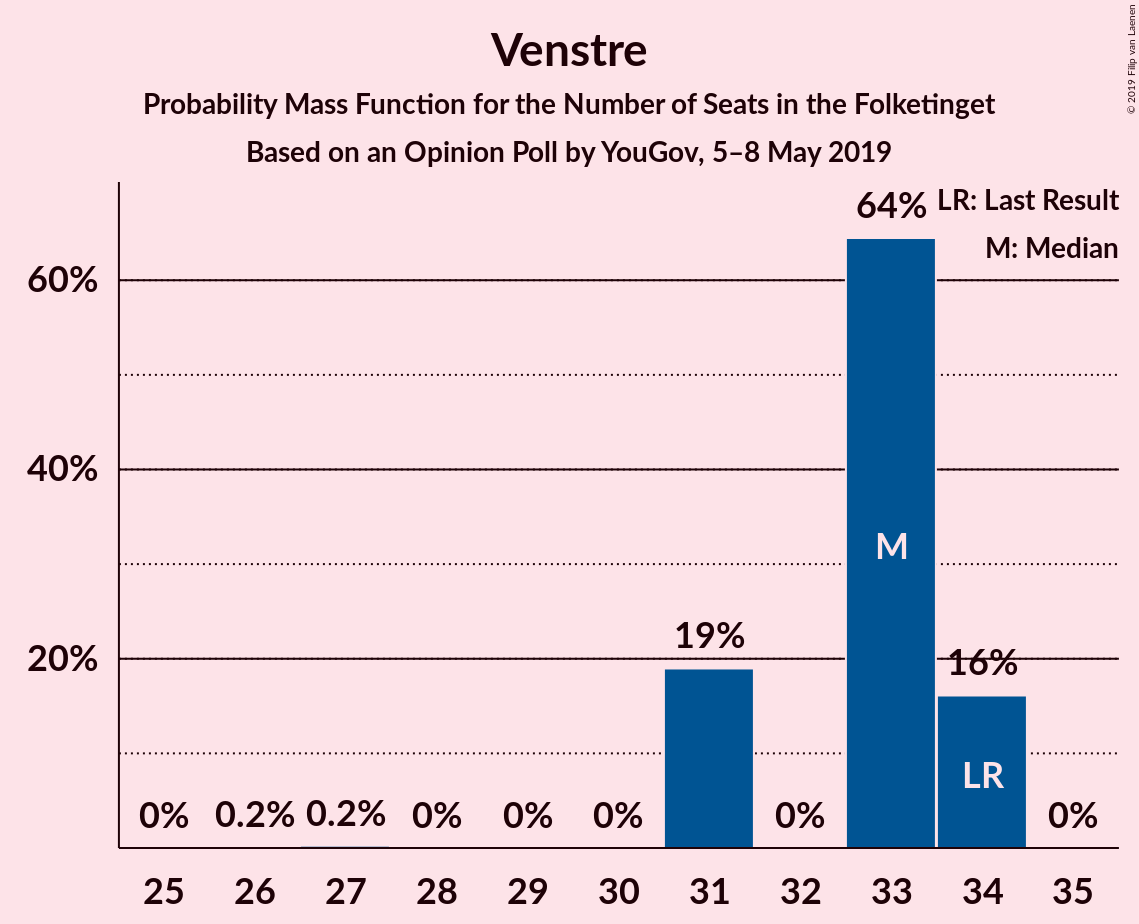 Venstre
Probability Mass Function for the Number of Seats in the Folketinget
Based on an Opinion Poll by YouGov, 5–8 May 2019
© 2019 Filip van Laenen
LR: Last Result
M: Median
64%
60%
40%
M
19%
20%
16%
LR
0%
0.2%
0.2%
0%
0%
0%
0%
0%
25 26 27 28 29 30 31 32 33 34 35